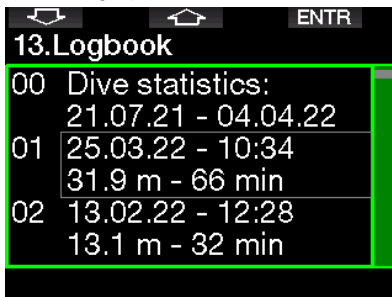 ENTR
13.Logbook
00 Dive statistics:
21.07.21 - 04.04.22
01 25.03.22 - 10:34
31.9 m - 66 min
02 13.02.22 - 12:28
13.1 m - 32 min